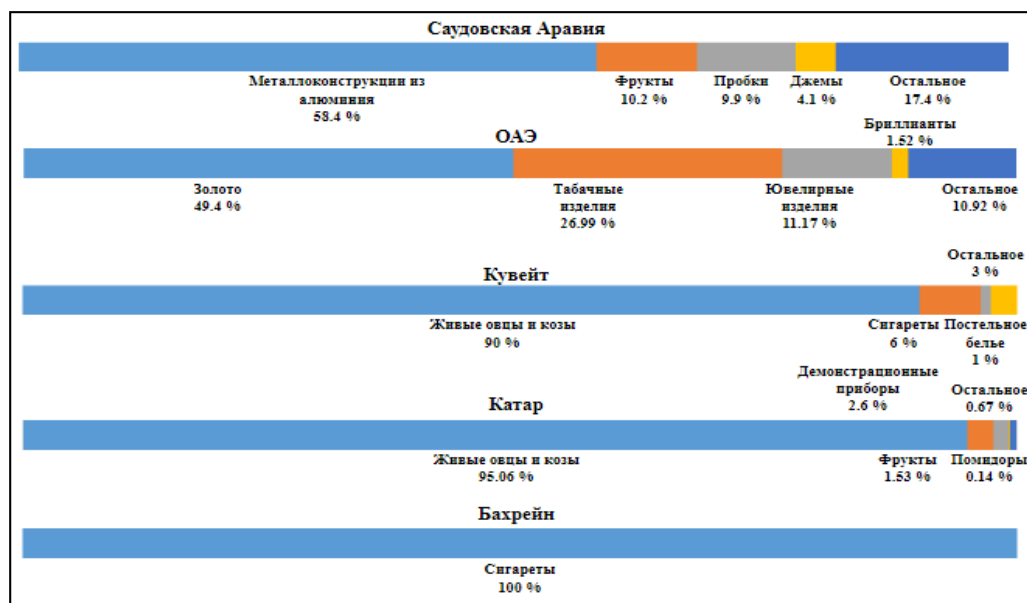 Саудовская Аравия
Металлоконструкции из
алюминия
58.4 %
Фрукты
10.2 %
Пробки
9.9 %
Джемы
4.1 %
Остальное
17.4 %
ОАЭ
Бриллианты
1.52 %
Золото
49.4 %
Табачные
изделия
26.99 %
Ювелирные
изделия
11.17 %
Остальное
10.92 %
Кувейт
Остальное
3 %
Живые овцы и козы
90 %
Сигареты
6 %
Постельное
белье
1 %
Катар
Демонстрационные
приборы
2.6 %
Остальное
0.67 %
Живые овцы и козы
95.06 %
Фрукты
1.53 %
Помидоры
0.14 %
Бахрейн
Сигареты
100 %